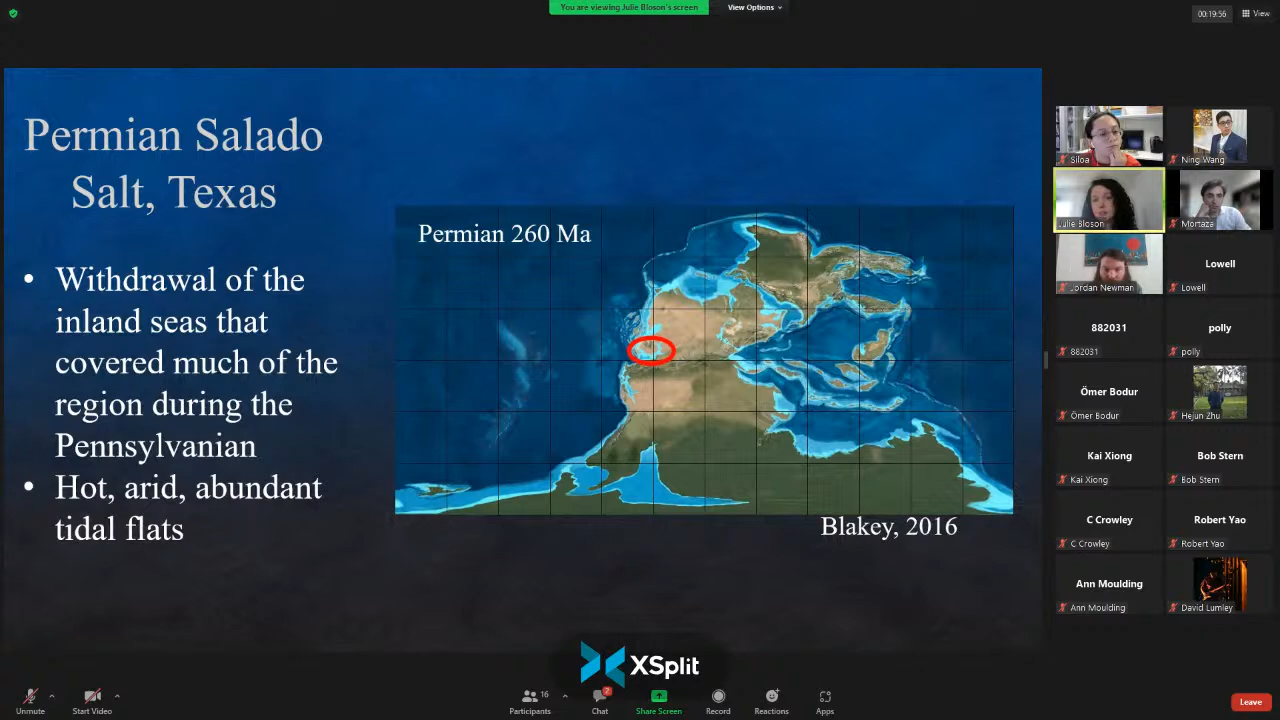 You are viewing Julie Bloson's screen
View Options
00:19:56
View
Permian Salado
Salt, Texas
• Withdrawal of the
inland seas that
covered much of the
region during the
Pennsylvanian
• Hot, arid, abundant
tidal flats
Permian 260 Ma
Blakey, 2016
Siloa
Ning Wang
Julie Bloson
Mortaza
Jordan Newman
Lowell
Lowell
882031
882031
polly
polly
Ömer Bodur
Ömer Bodur
Hejun Zhu
Kai Xiong
Kai Xiong
Bob Stern
Bob Stern
C Crowley
C Crowley
Robert Yao
Robert Yao
Ann Moulding
Ann Moulding
David Lumley
XSplit
Unmute
Start Video
16
Participants
2
Chat
Share Screen
Record
Reactions
Apps
Leave